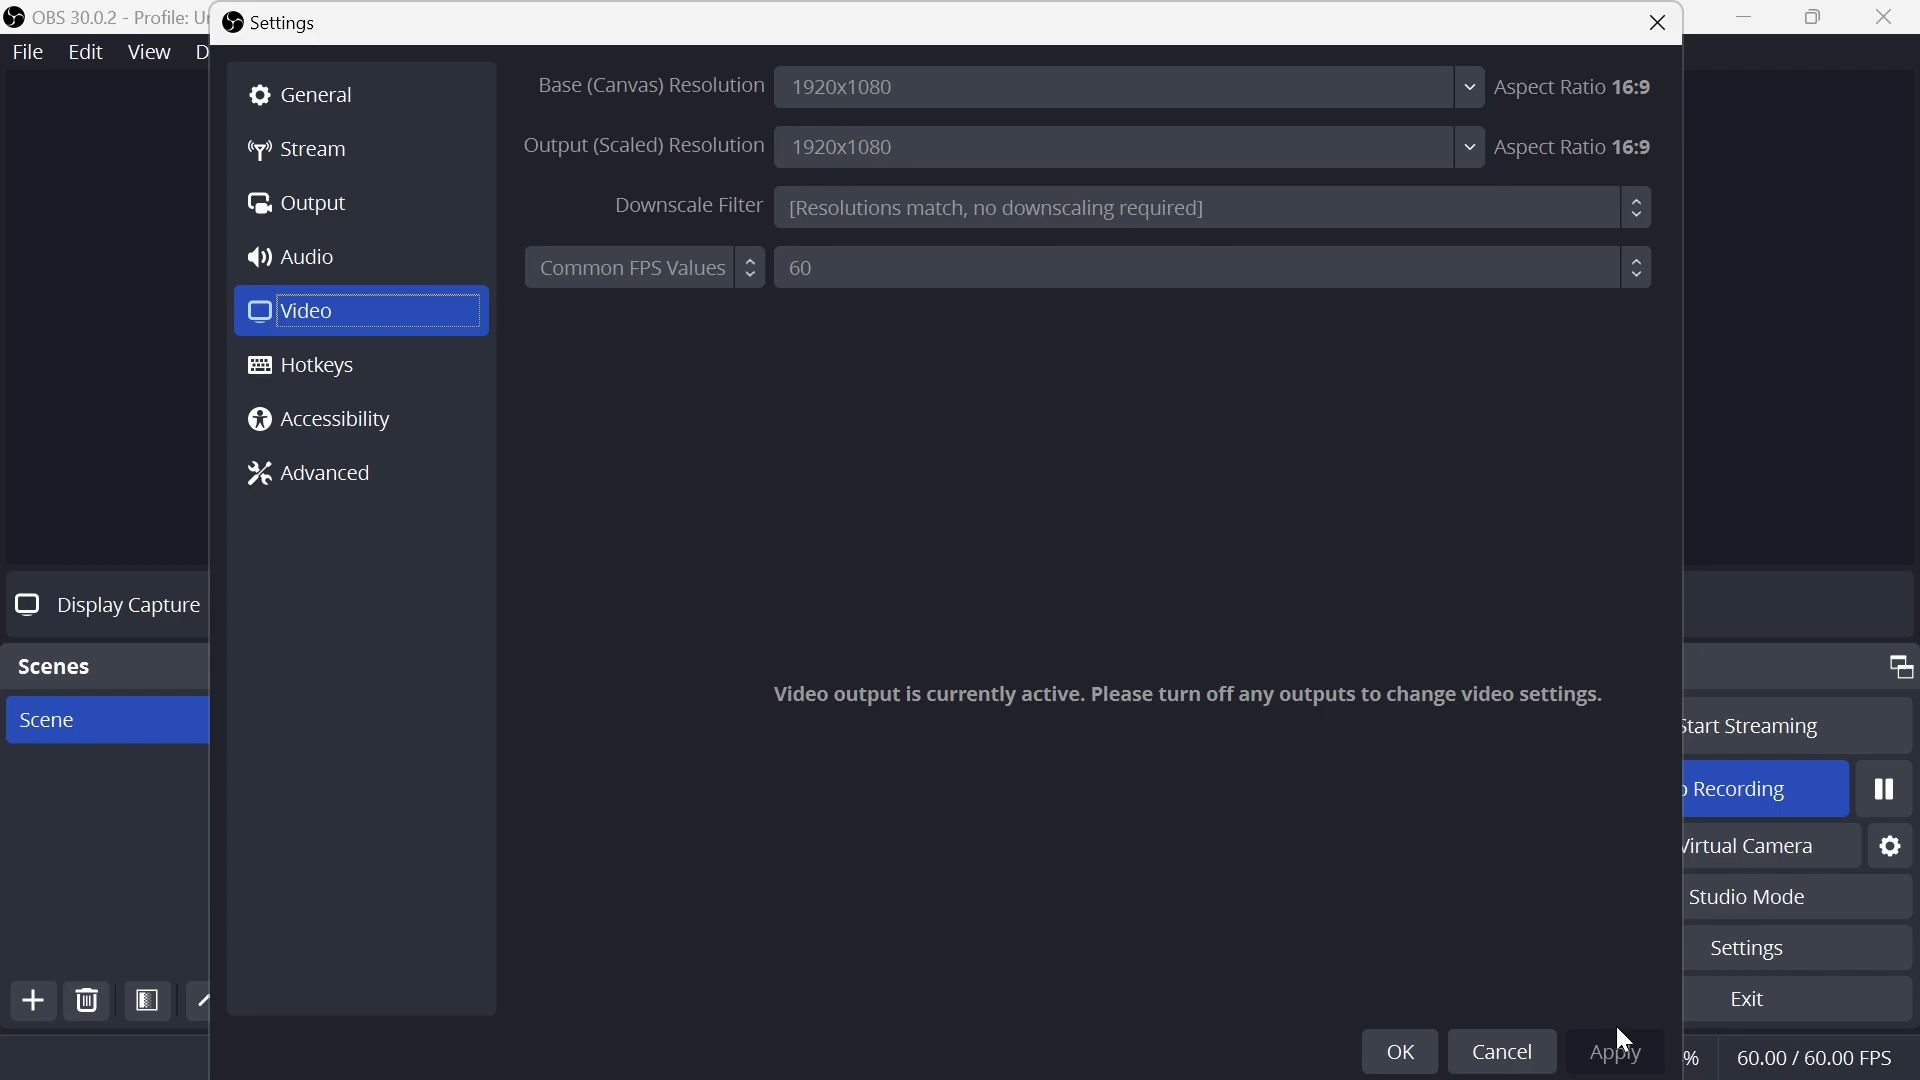 OBS 30.0.2 - Profile: Un
Settings
File Edit View D
General
Stream
Output
Audio
Video
Hotkeys
Accessibility
Advanced
Base (Canvas) Resolution 1920x1080 Aspect Ratio 16:9
Output (Scaled) Resolution 1920x1080 Aspect Ratio 16:9
Downscale Filter [Resolutions match, no downscaling required]
Common FPS Values 60
Video output is currently active. Please turn off any outputs to change video settings.
Display Capture
Scenes
Scene
Start Streaming
p Recording
Virtual Camera
Studio Mode
Settings
Exit
OK Cancel Apply
% 60.00 / 60.00 FPS